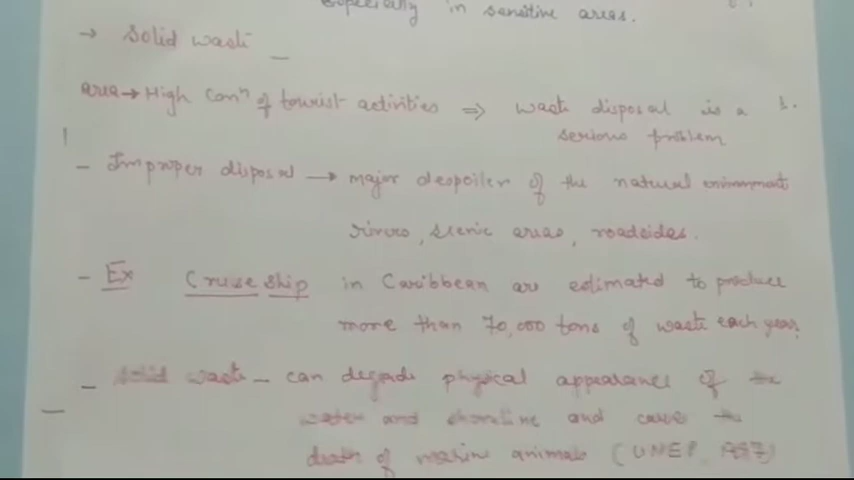 especially in sensitive areas.
→ Solid waste
area → High Conⁿ of tourist activities ⇒ waste disposal is a
serious problem
- Improper disposal → major despoiler of the natural environment
rivers, scenic areas, roadsides.
- Ex Cruise ship in Caribbean are estimated to produce
more than 70,000 tons of waste each year,
- solid waste - can degade physical appearance of the
water and shoreline and cause the
death of marine animals (UNEP,